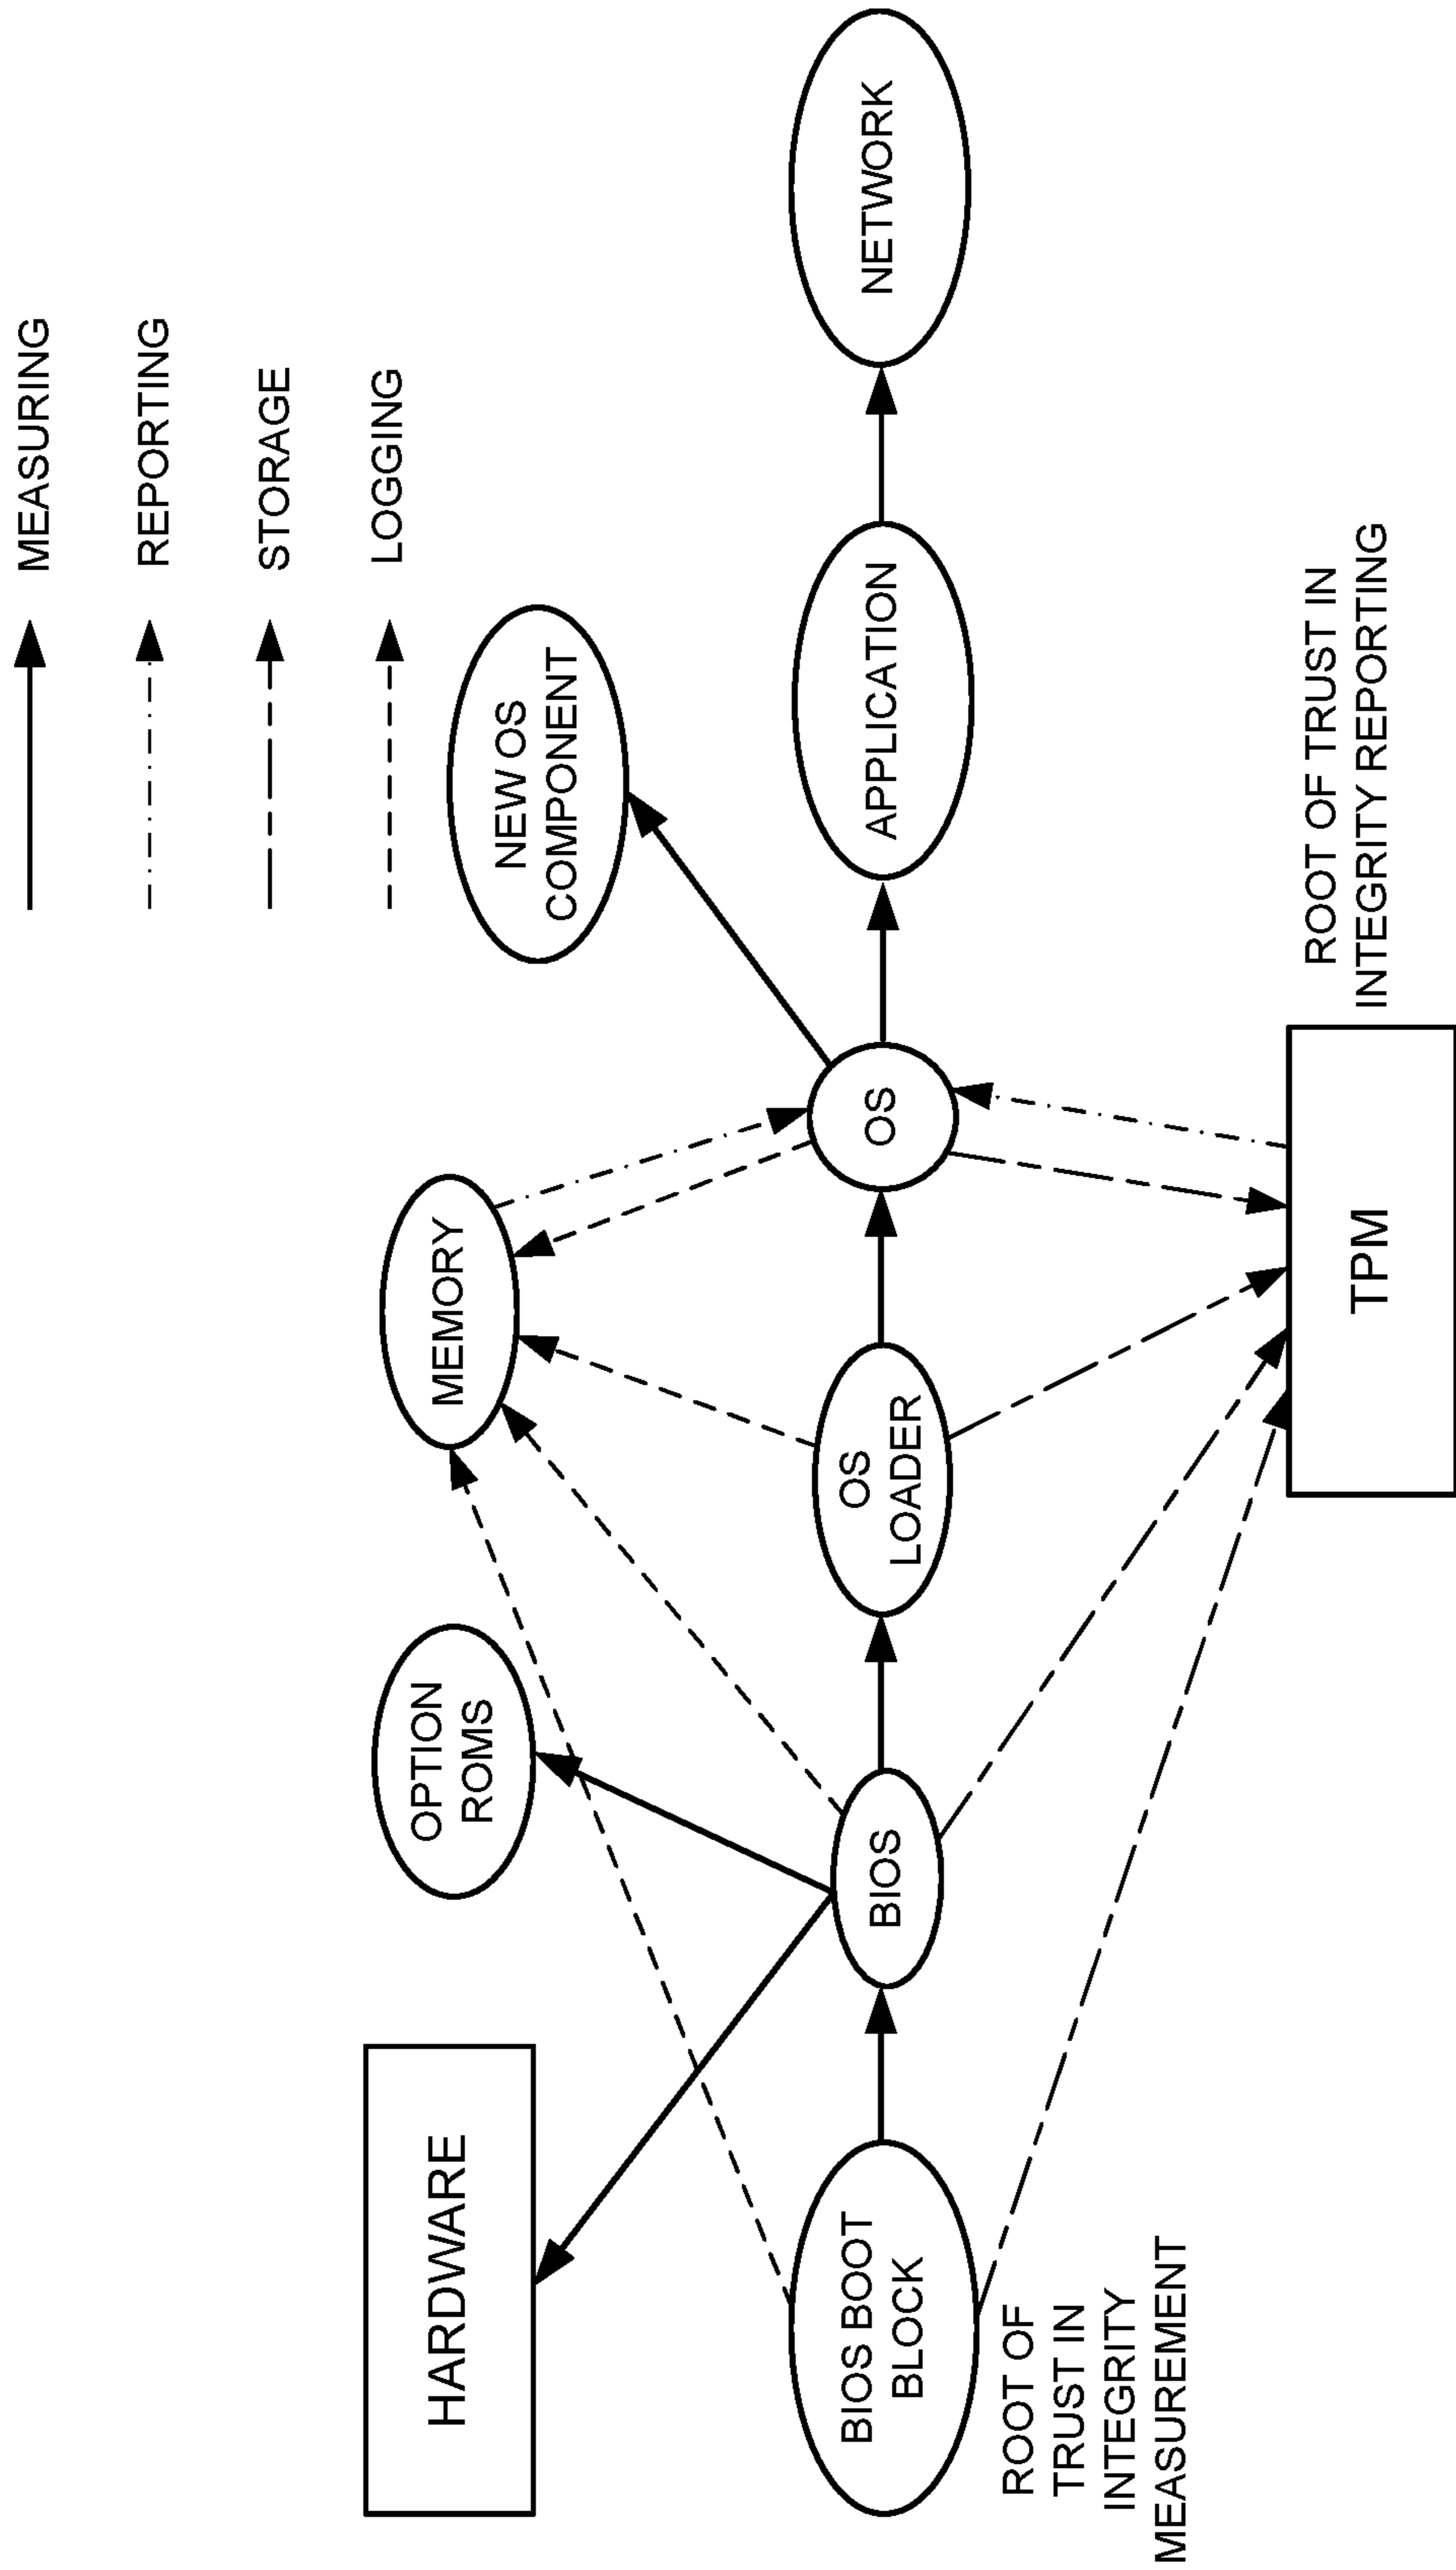 MEASURING
REPORTING
STORAGE
LOGGING
HARDWARE
OPTION
ROMS
MEMORY
NEW OS
COMPONENT
BIOS BOOT
BLOCK
BIOS
OS
LOADER
OS
APPLICATION
NETWORK
ROOT OF
TRUST IN
INTEGRITY
MEASUREMENT
TPM
ROOT OF TRUST IN
INTEGRITY REPORTING